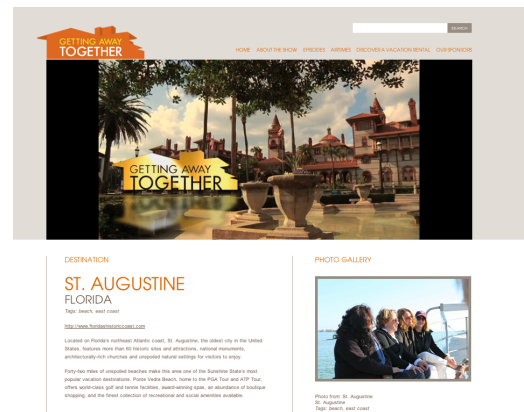 SEARCH
GETTING AWAY
TOGETHER
HOME ABOUT THE SHOW EPISODES AIRTIMES DISCOVER A VACATION RENTAL OUR SPONSORS
GETTING AWAY
TOGETHER
DESTINATION
ST. AUGUSTINE
FLORIDA
Tags: beach, east coast
http://www.floridashistoriccoast.com
Located on Florida's northeast Atlantic coast, St. Augustine, the oldest city in the United
States, features more than 60 historic sites and attractions, national monuments,
architecturally-rich churches and unspoiled natural settings for visitors to enjoy.
Forty-two miles of unspoiled beaches make this area one of the Sunshine State's most
popular vacation destinations. Ponte Vedra Beach, home to the PGA Tour and ATP Tour,
offers world-class golf and tennis facilities, award-winning spas, an abundance of boutique
shopping, and the finest collection of recreational and social amenities available.
PHOTO GALLERY
Photo from: St. Augustine
St. Augustine
Tags: beach, east coast